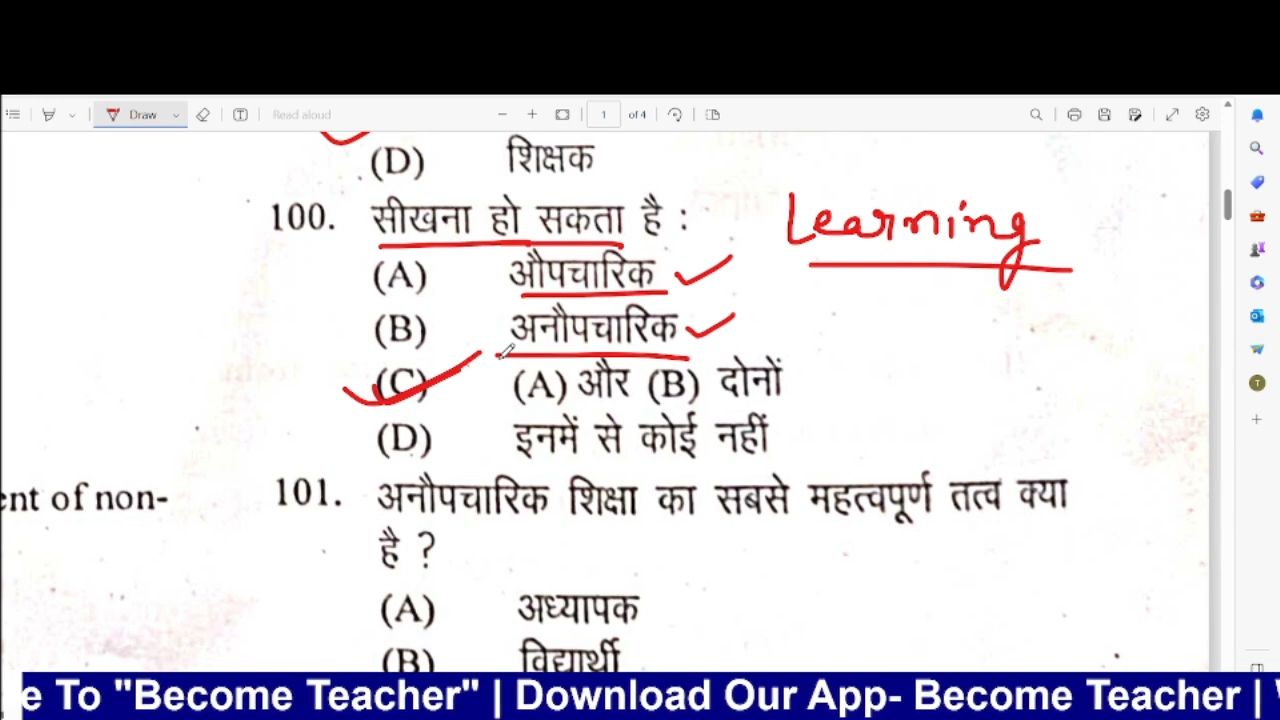 Draw
Read aloud
1 of 4
(D) शिक्षक
100. सीखना हो सकता है :
Learning
(A) औपचारिक
(B) अनौपचारिक
(C) (A) और (B) दोनों
(D) इनमें से कोई नहीं
ent of non-
101. अनौपचारिक शिक्षा का सबसे महत्वपूर्ण तत्व क्या
है ?
(A) अध्यापक
(B) विद्यार्थी
e To "Become Teacher" | Download Our App- Become Teacher |